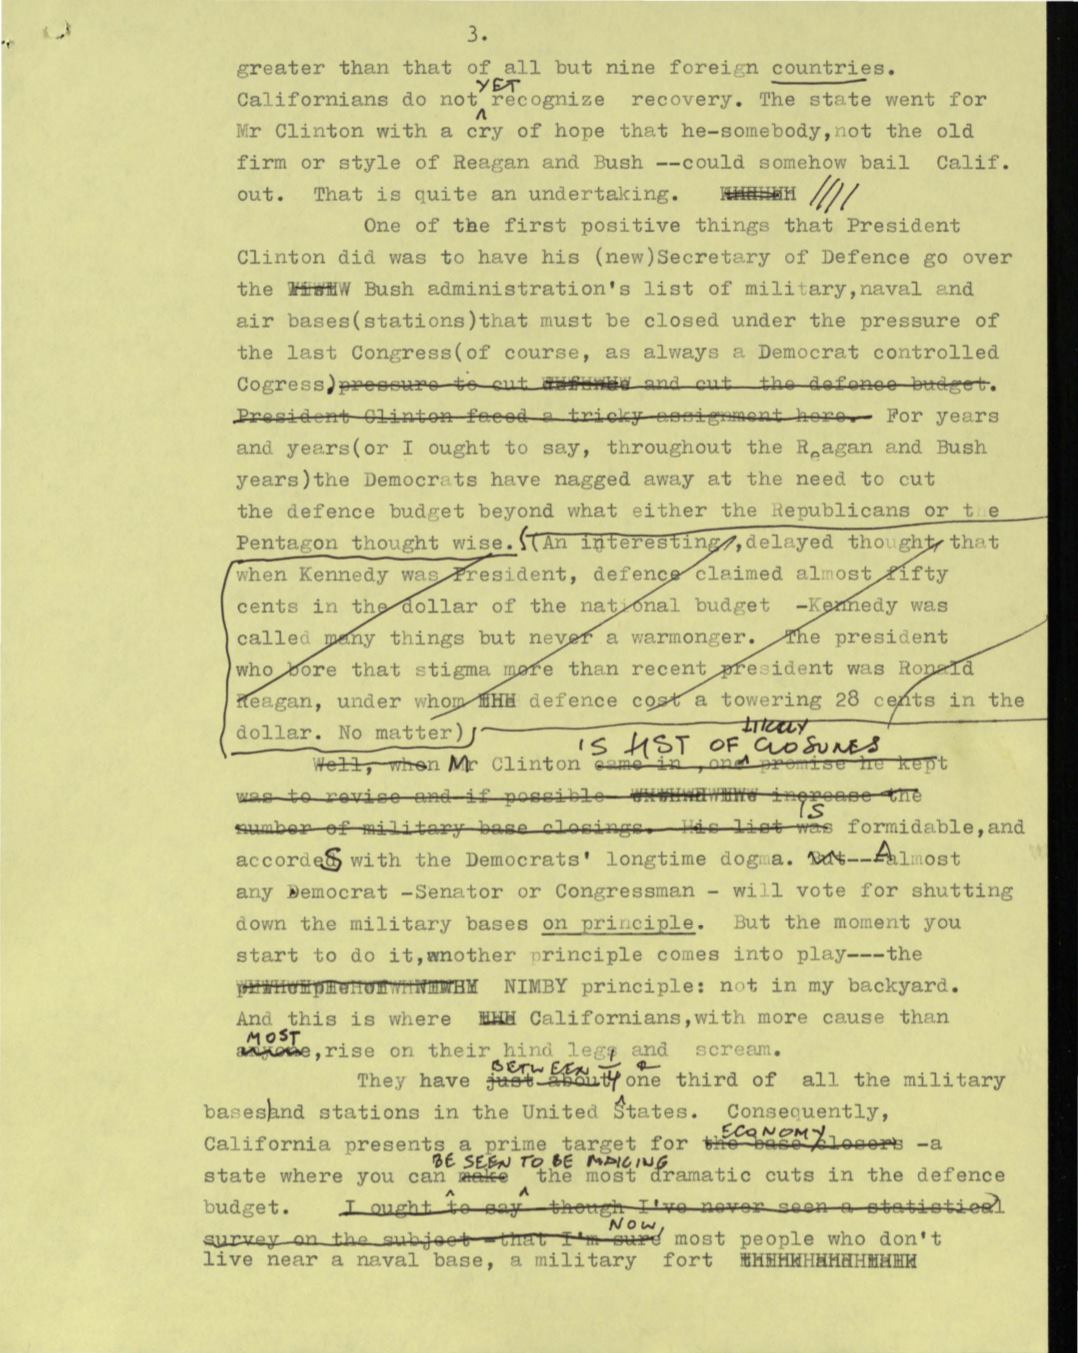 3.
greater than that of all but nine foreign countries.
YET
Californians do not recognize recovery. The state went for
Mr Clinton with a cry of hope that he-somebody,not the old
firm or style of Reagan and Bush --could somehow bail Calif.
out. That is quite an undertaking.
One of the first positive things that President
Clinton did was to have his (new)Secretary of Defence go over
the Bush administration's list of military,naval and
air bases(stations)that must be closed under the pressure of
the last Congress(of course, as always a Democrat controlled
Cogress)pressure to cut defense and cut the defence budget.
President Clinton faced a tricky assignment here. For years
and years(or I ought to say, throughout the Reagan and Bush
years)the Democrats have nagged away at the need to cut
the defence budget beyond what either the Republicans or the
Pentagon thought wise. (An interesting,delayed thought, that
when Kennedy was President, defence claimed almost fifty
cents in the dollar of the national budget -Kennedy was
called many things but never a warmonger. The president
who bore that stigma more than recent president was Ronald
Reagan, under whom defence cost a towering 28 cents in the
dollar. No matter)
LIKELY
'S LIST OF CLOSURES
Well, when Mr Clinton came in ,one promise he kept
was to revise and if possible increase the
IS
number of military base closings. His list was formidable,and
accordeS with the Democrats' longtime dogma. But--Almost
any Democrat -Senator or Congressman - will vote for shutting
down the military bases on principle. But the moment you
start to do it,another principle comes into play---the
NIMBY principle: not in my backyard.
And this is where Californians,with more cause than
MOST
anyone,rise on their hind legs and scream.
BETWEEN
They have just about one third of all the military
bases and stations in the United States. Consequently,
ECONOMY
California presents a prime target for the base closers -a
BE SEEN TO BE MAKING
state where you can make the most dramatic cuts in the defence
budget. I ought to say though I've never seen a statistical
NOW,
survey on the subject -that I'm sure most people who don't
live near a naval base, a military fort